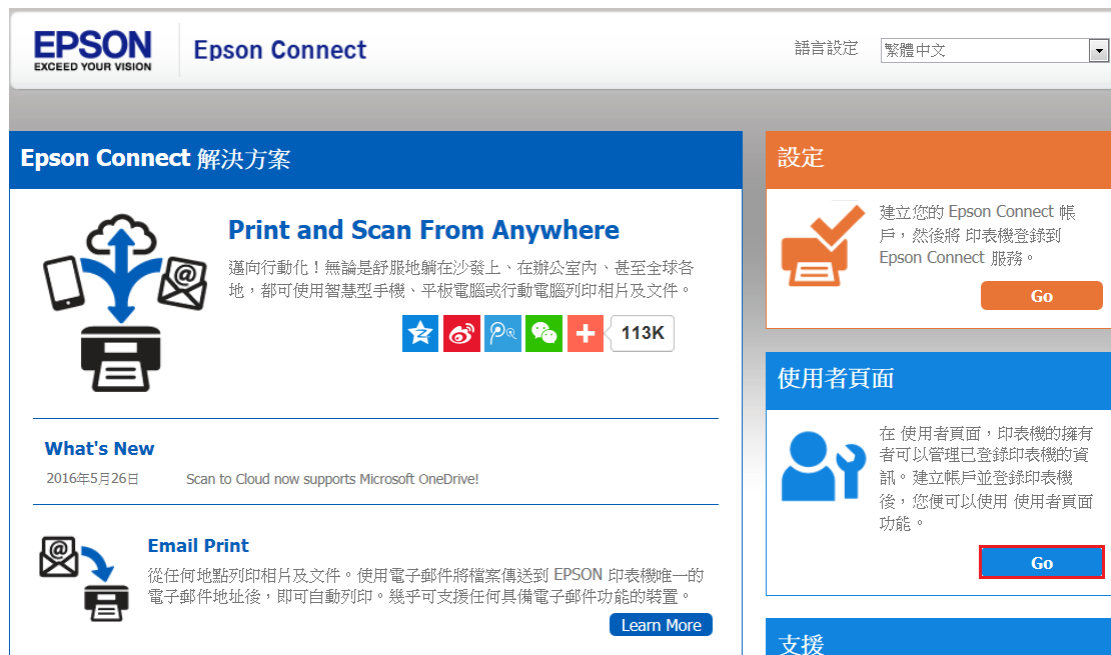 EPSON
EXCEED YOUR VISION
Epson Connect
語言設定
繁體中文
Epson Connect 解決方案
Print and Scan From Anywhere
邁向行動化！無論是舒服地躺在沙發上、在辦公室內、甚至全球各
地，都可使用智慧型手機、平板電腦或行動電腦列印相片及文件。
113K
What's New
2016年5月26日
Scan to Cloud now supports Microsoft OneDrive!
Email Print
從任何地點列印相片及文件。使用電子郵件將檔案傳送到 EPSON 印表機唯一的
電子郵件地址後，即可自動列印。幾乎可支援任何具備電子郵件功能的裝置。
Learn More
設定
建立您的 Epson Connect 帳
戶，然後將 印表機登錄到
Epson Connect 服務。
Go
使用者頁面
在 使用者頁面，印表機的擁有
者可以管理已登錄印表機的資
訊。建立帳戶並登錄印表機
後，您便可以使用 使用者頁面
功能。
Go
支援